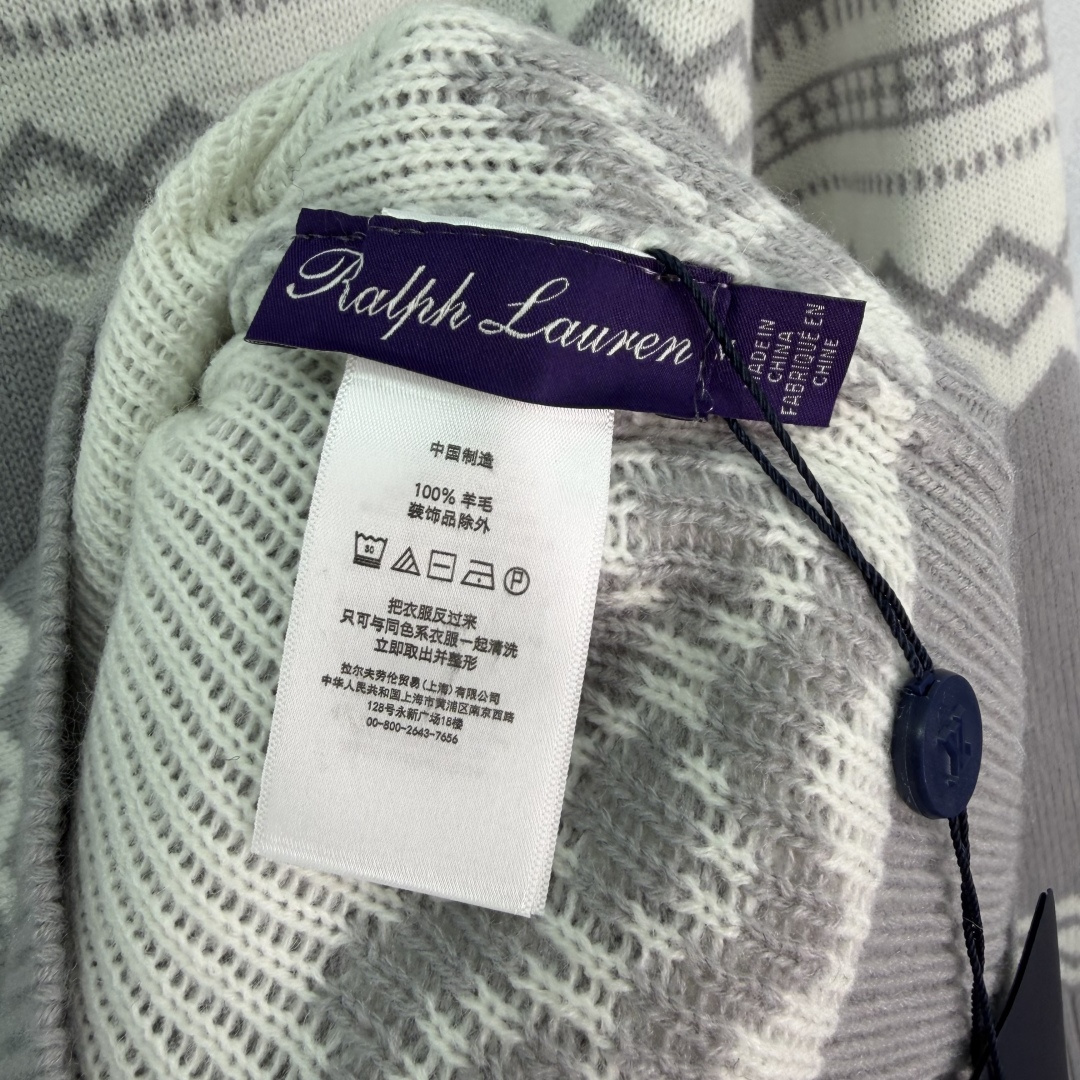 Ralph Lauren
M
MADE IN
CHINA
FABRIQUÉ EN
CHINE
中国制造
100% 羊毛
装饰品除外
30
P
把衣服反过来
只可与同色系衣服一起清洗
立即取出并整形
拉尔夫劳伦贸易(上海)有限公司
中华人民共和国上海市黄浦区南京西路
128号永新广场18楼
00-800-2643-7656